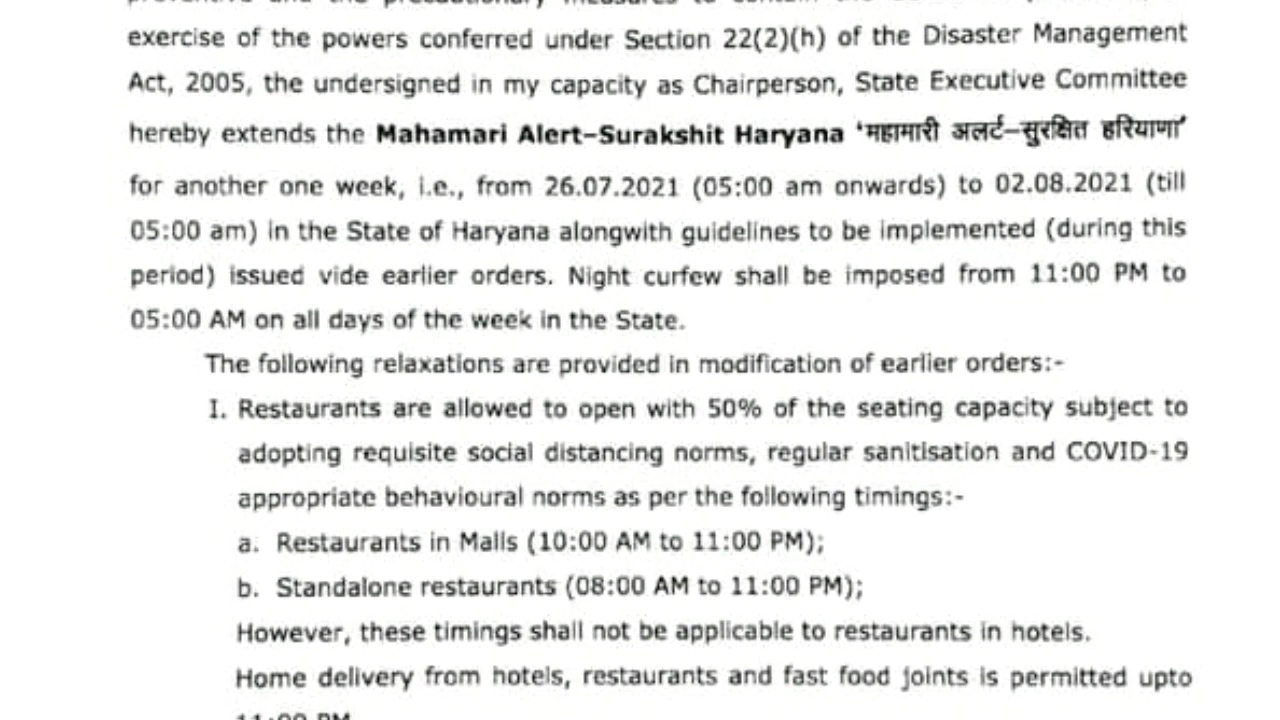 exercise of the powers conferred under Section 22(2)(h) of the Disaster Management
Act, 2005, the undersigned in my capacity as Chairperson, State Executive Committee
hereby extends the Mahamari Alert–Surakshit Haryana ‘महामारी अलर्ट–सुरक्षित हरियाणा’
for another one week, i.e., from 26.07.2021 (05:00 am onwards) to 02.08.2021 (till
05:00 am) in the State of Haryana alongwith guidelines to be implemented (during this
period) issued vide earlier orders. Night curfew shall be imposed from 11:00 PM to
05:00 AM on all days of the week in the State.
The following relaxations are provided in modification of earlier orders:-
I. Restaurants are allowed to open with 50% of the seating capacity subject to
adopting requisite social distancing norms, regular sanitisation and COVID-19
appropriate behavioural norms as per the following timings:-
a. Restaurants in Malls (10:00 AM to 11:00 PM);
b. Standalone restaurants (08:00 AM to 11:00 PM);
However, these timings shall not be applicable to restaurants in hotels.
Home delivery from hotels, restaurants and fast food joints is permitted upto
11:00 PM